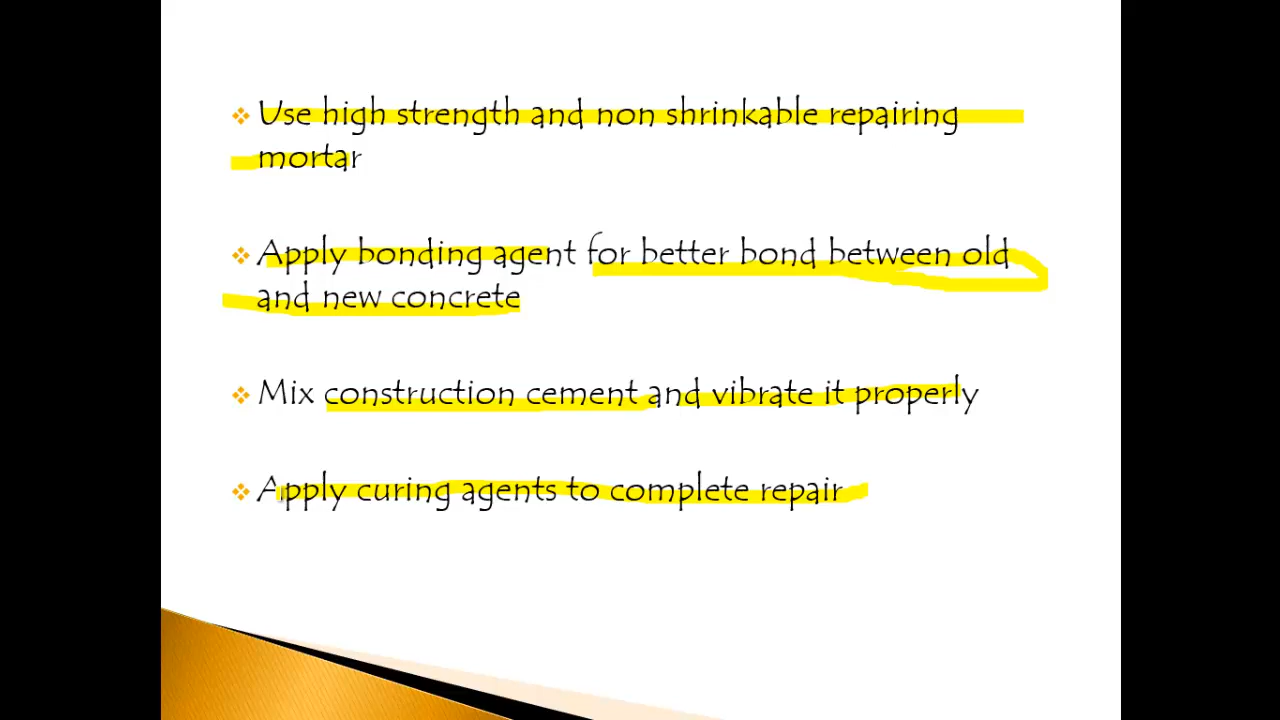 Use high strength and non shrinkable repairing
mortar
Apply bonding agent for better bond between old
and new concrete
Mix construction cement and vibrate it properly
Apply curing agents to complete repair